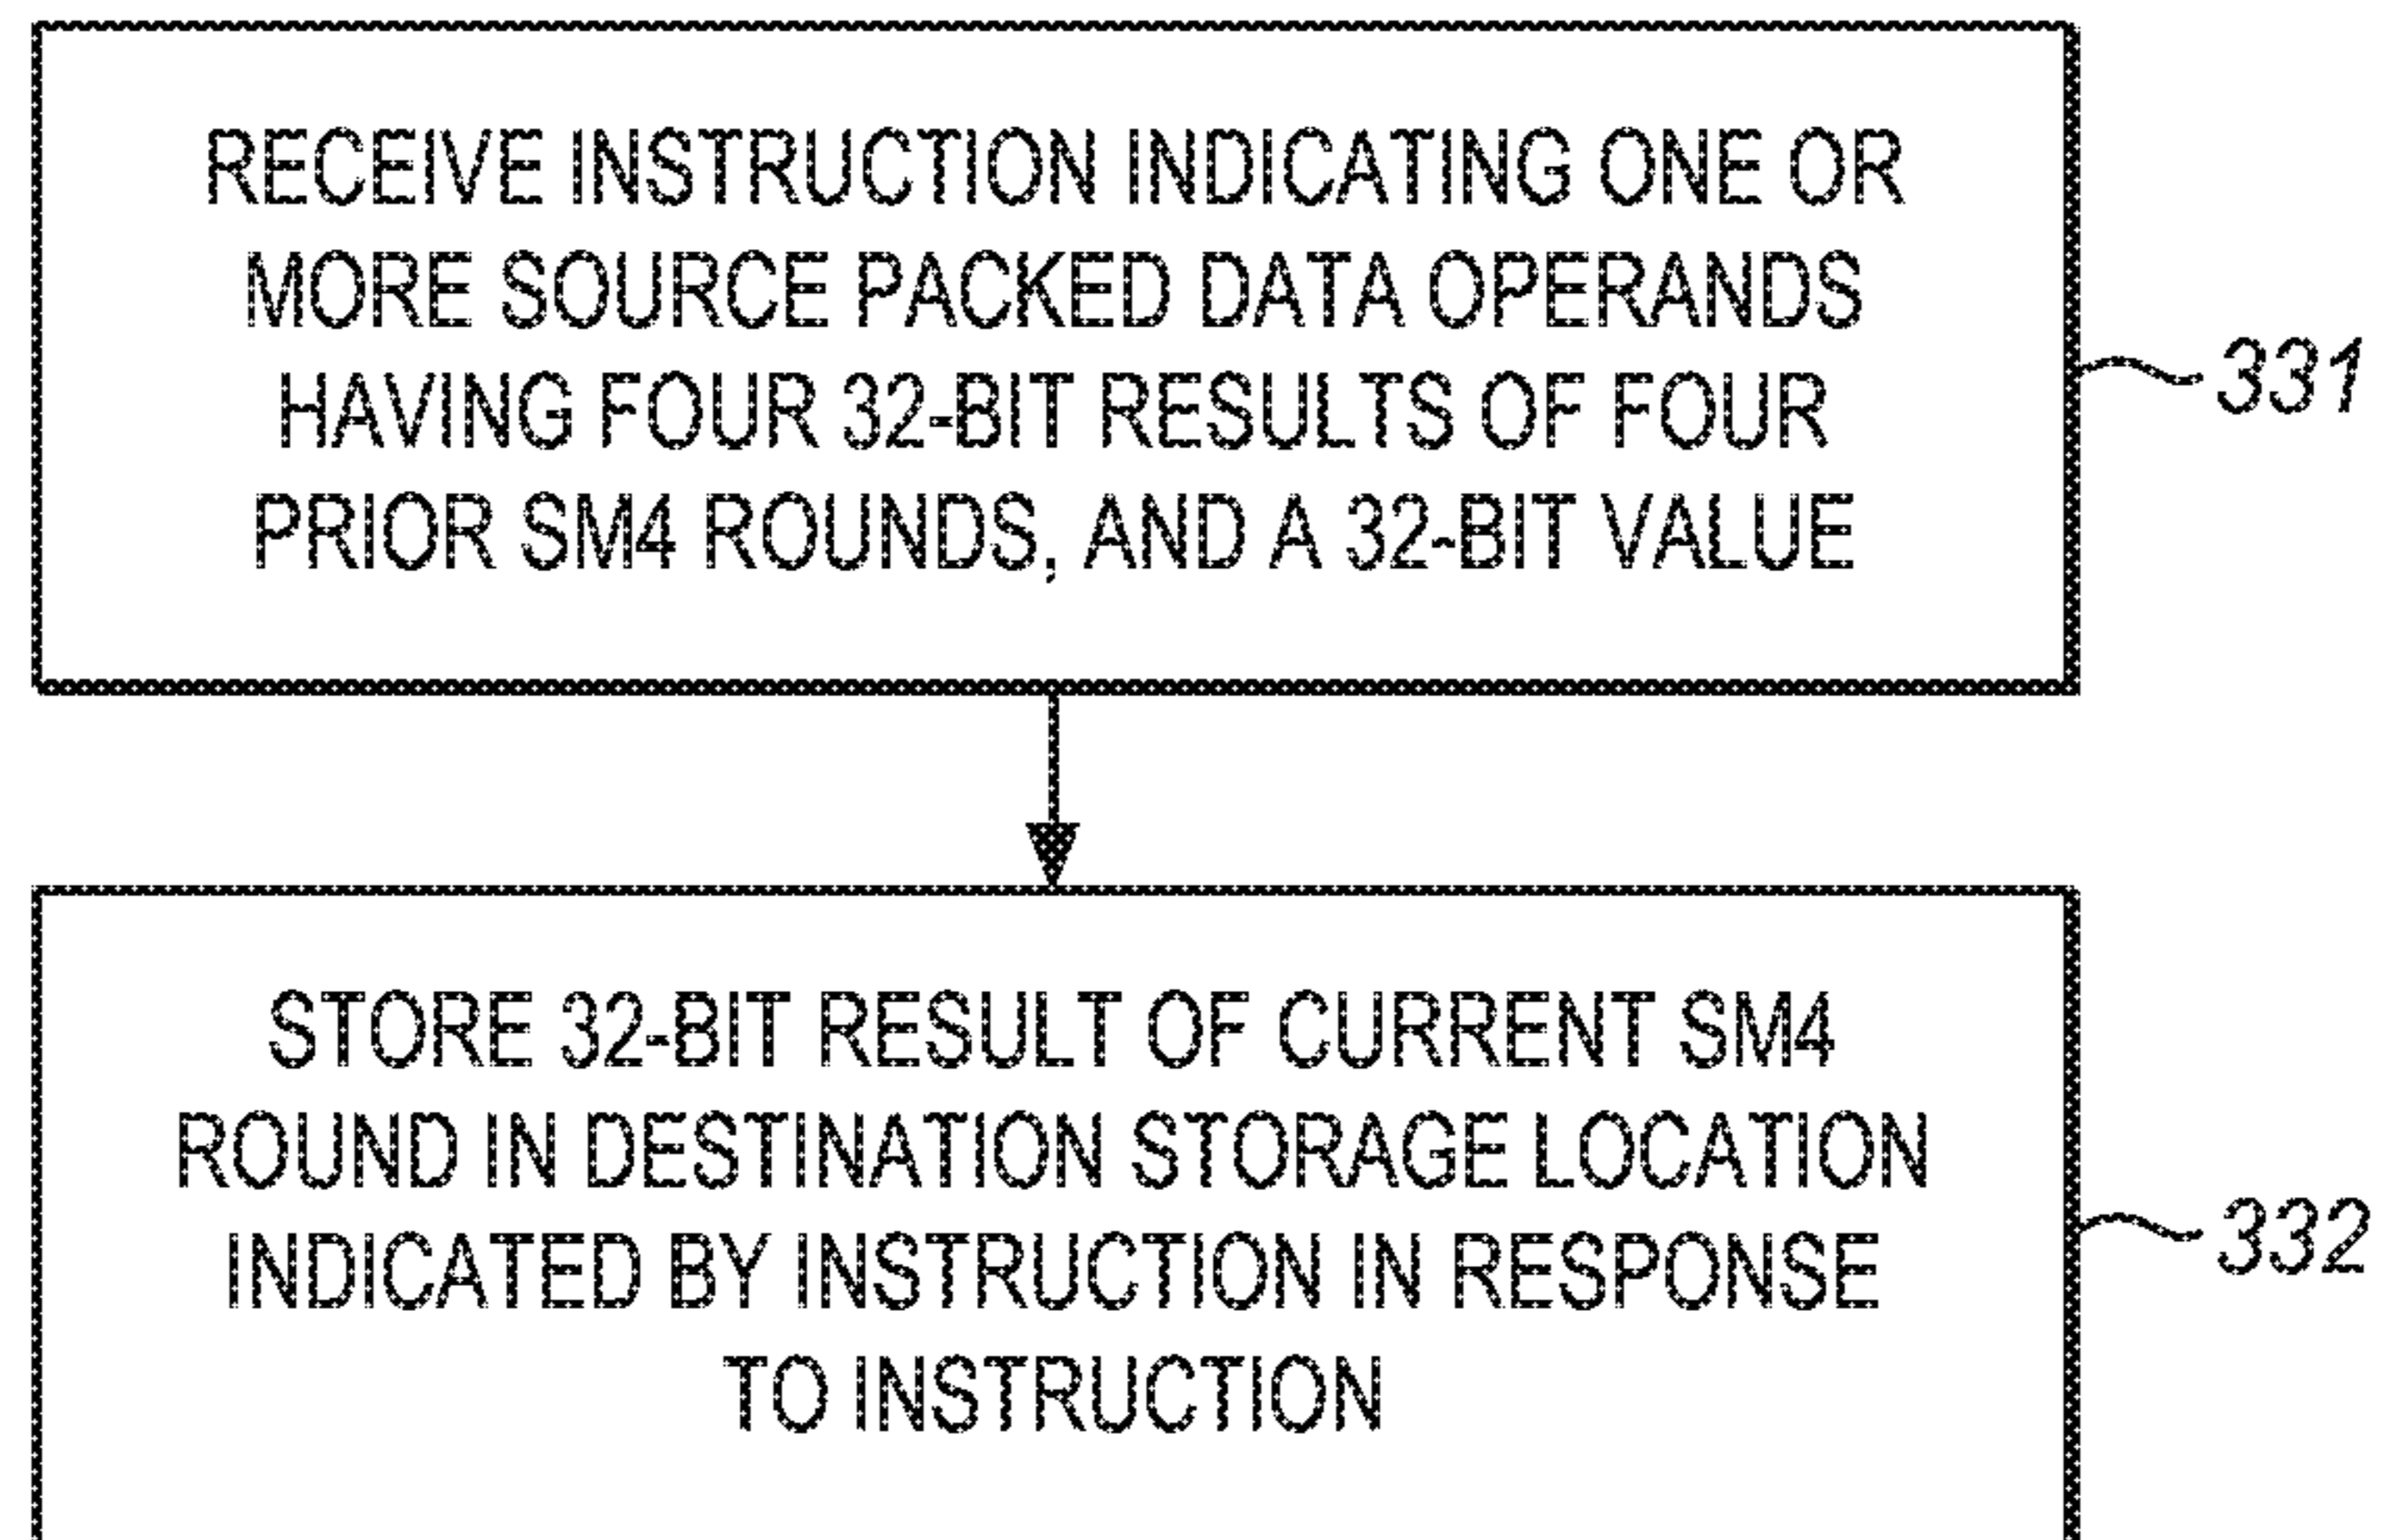 RECEIVE INSTRUCTION INDICATING ONE OR
MORE SOURCE PACKED DATA OPERANDS
HAVING FOUR 32-BIT RESULTS OF FOUR
PRIOR SM4 ROUNDS, AND A 32-BIT VALUE
331
STORE 32-BIT RESULT OF CURRENT SM4
ROUND IN DESTINATION STORAGE LOCATION
INDICATED BY INSTRUCTION IN RESPONSE
TO INSTRUCTION
332